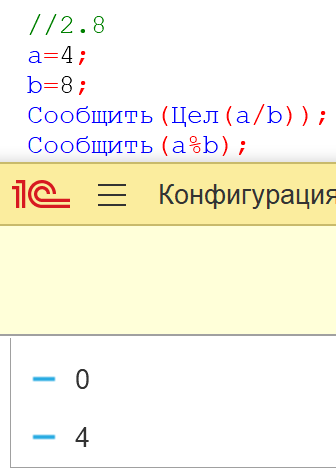 //2.8
a=4;
b=8;
Сообщить(Цел(a/b));
Сообщить(a%b);
1С Конфигурация
0
4